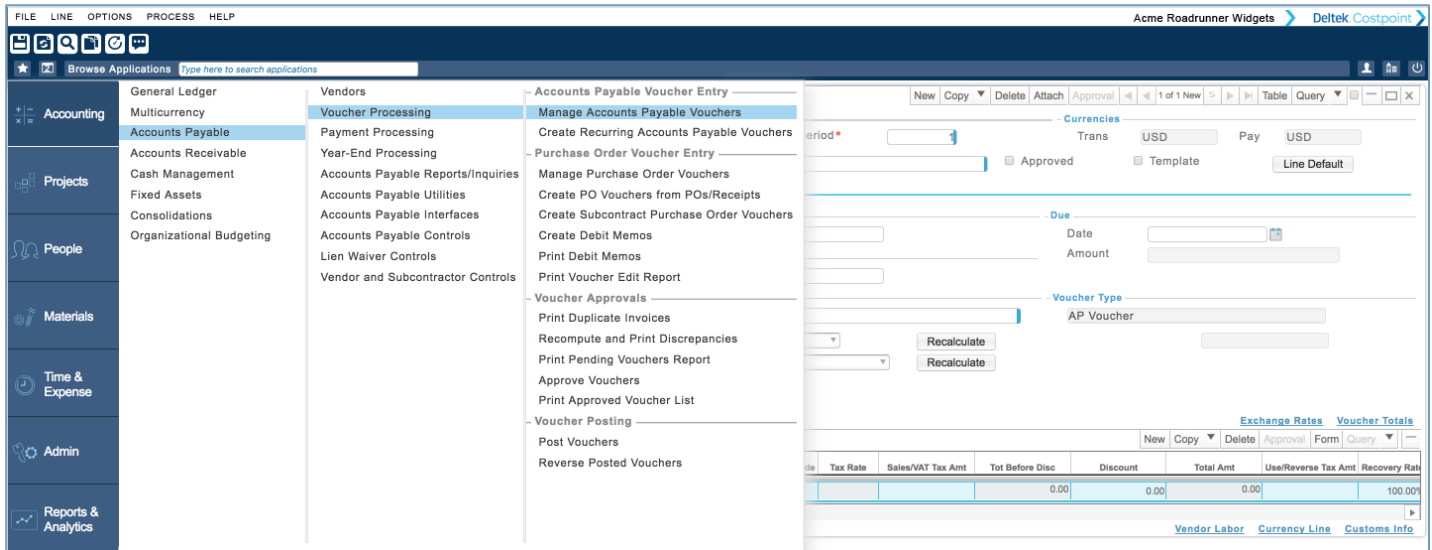 FILE LINE OPTIONS PROCESS HELP
Acme Roadrunner Widgets Deltek Costpoint
Browse Applications Type here to search applications
Accounting
Projects
People
Materials
Time &
Expense
Admin
Reports &
Analytics
General Ledger
Multicurrency
Accounts Payable
Accounts Receivable
Cash Management
Fixed Assets
Consolidations
Organizational Budgeting
Vendors
Voucher Processing
Payment Processing
Year-End Processing
Accounts Payable Reports/Inquiries
Accounts Payable Utilities
Accounts Payable Interfaces
Accounts Payable Controls
Lien Waiver Controls
Vendor and Subcontractor Controls
Accounts Payable Voucher Entry
Manage Accounts Payable Vouchers
Create Recurring Accounts Payable Vouchers
Purchase Order Voucher Entry
Manage Purchase Order Vouchers
Create PO Vouchers from POs/Receipts
Create Subcontract Purchase Order Vouchers
Create Debit Memos
Print Debit Memos
Print Voucher Edit Report
Voucher Approvals
Print Duplicate Invoices
Recompute and Print Discrepancies
Print Pending Vouchers Report
Approve Vouchers
Print Approved Voucher List
Voucher Posting
Post Vouchers
Reverse Posted Vouchers
New Copy Delete Attach Approval 1 of 1 New Table Query
Currencies
eriod* 1 Trans USD Pay USD
Approved Template Line Default
Due
Date
Amount
Voucher Type
AP Voucher
Recalculate
Recalculate
Exchange Rates Voucher Totals
New Copy Delete Approval Form Query
de Tax Rate Sales/VAT Tax Amt Tot Before Disc Discount Total Amt Use/Reverse Tax Amt Recovery Rat
0.00 0.00 0.00 100.00%
Vendor Labor Currency Line Customs Info